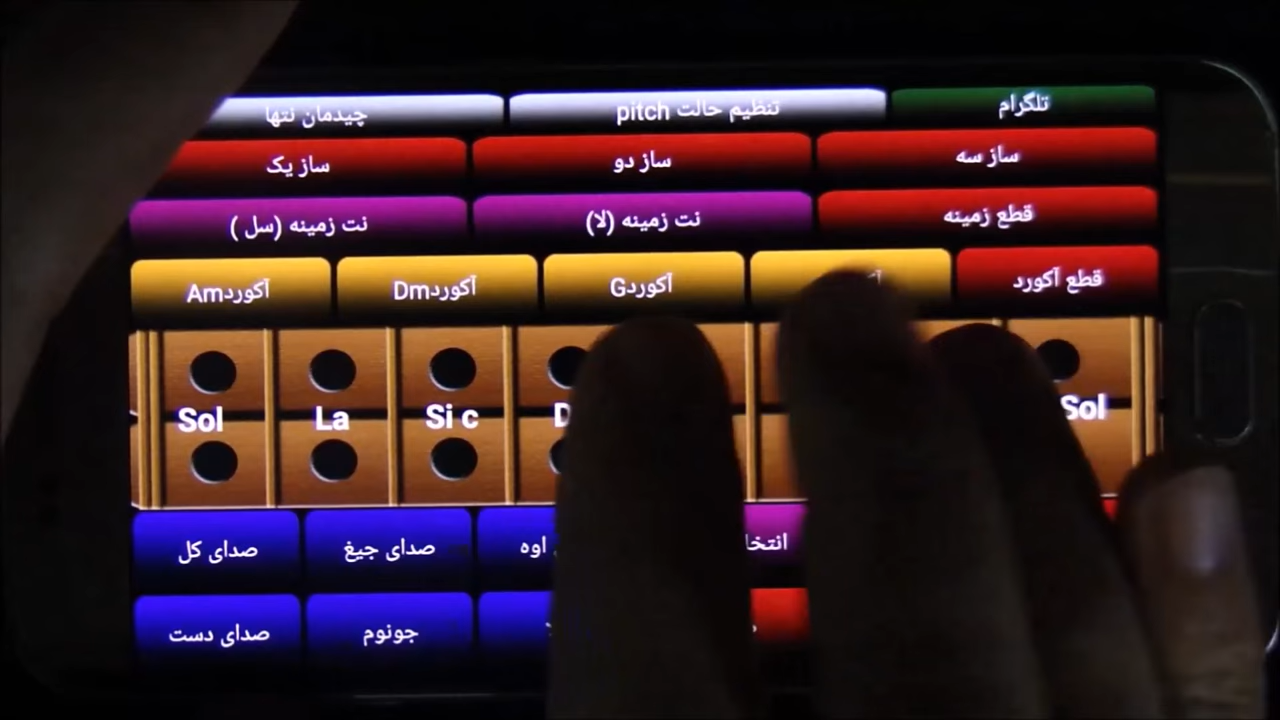 تلگرام تنظیم حالت pitch چیدمان نتها
ساز سه ساز دو ساز یک
قطع زمینه نت زمینه (لا) نت زمینه (سل )
قطع آکورد آکوردG آکوردDm آکوردAm
Sol La Si c Sol
اوه صدای جیغ صدای کل
جونوم صدای دست